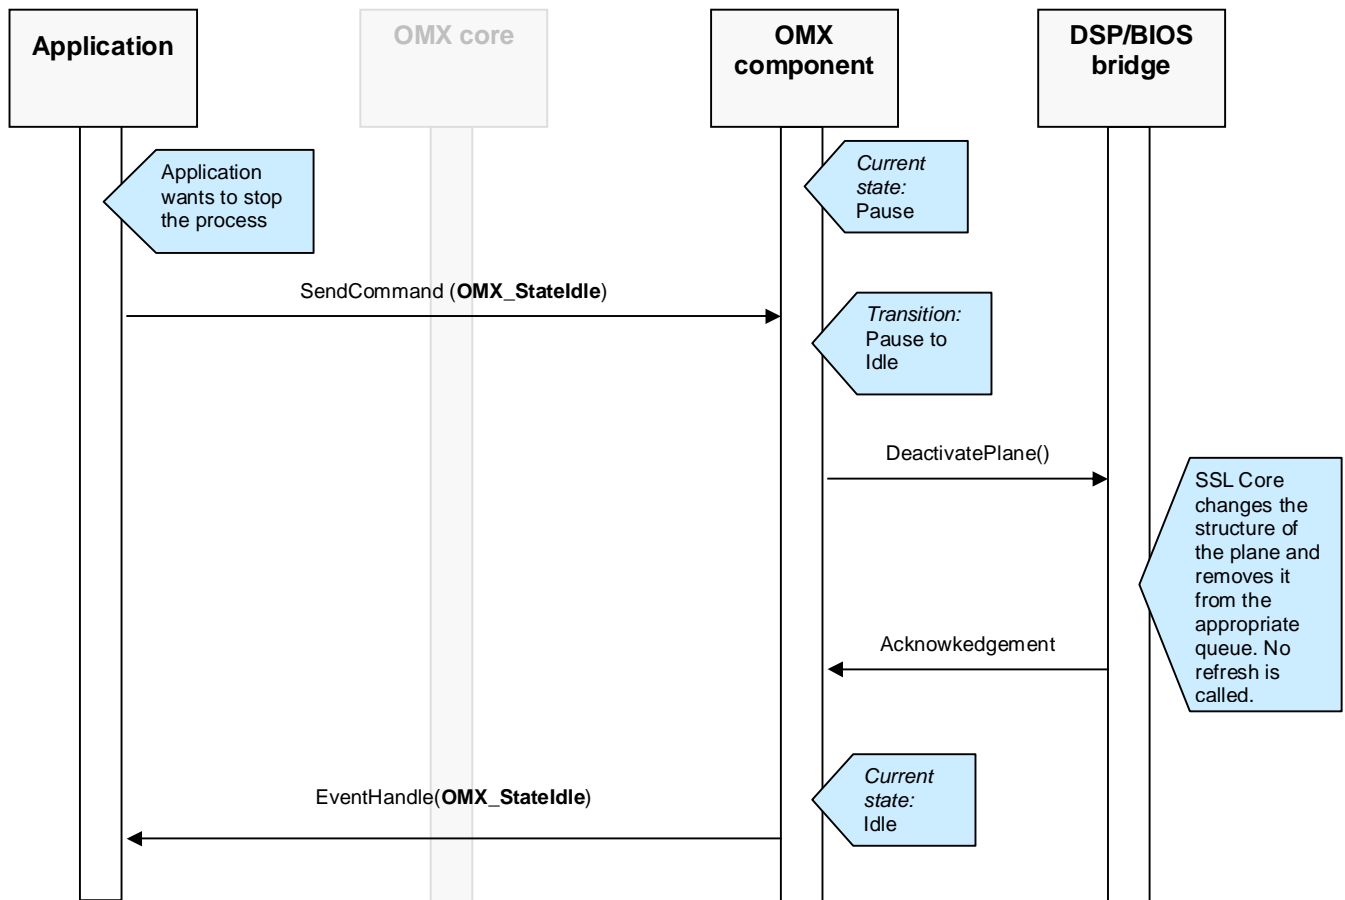 Application
OMX core
OMX
component
DSP/BIOS
bridge
Application
wants to stop
the process
Current
state:
Pause
SendCommand (OMX_StateIdle)
Transition:
Pause to
Idle
DeactivatePlane()
SSL Core
changes the
structure of
the plane and
removes it
from the
appropriate
queue. No
refresh is
called.
Acknowkedgement
Current
state:
Idle
EventHandle(OMX_StateIdle)